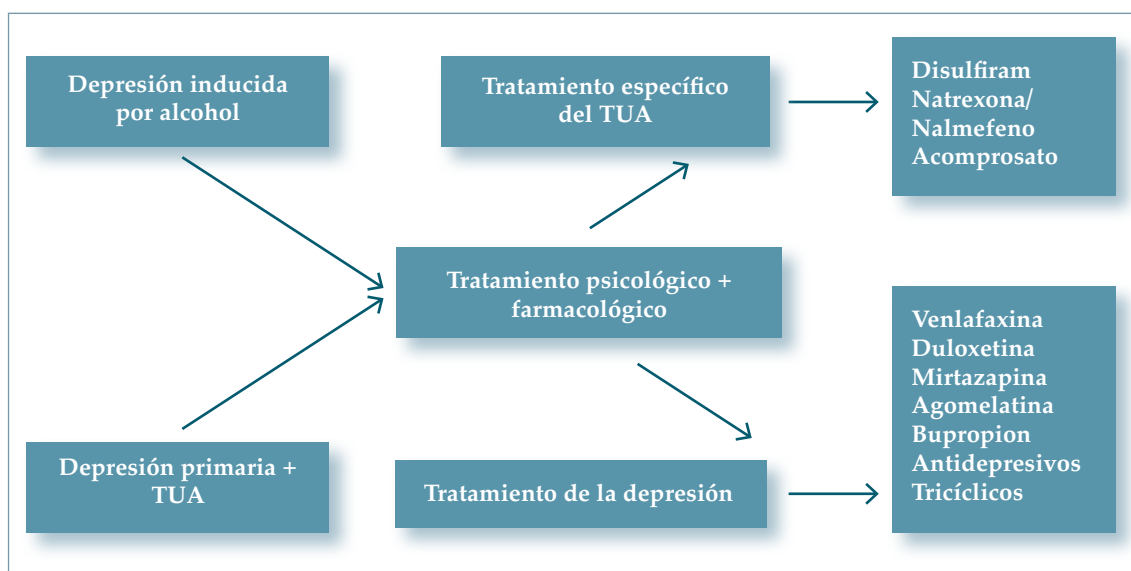 Depresión inducida
por alcohol
Tratamiento específico
del TUA
Disulfiram
Natrexona/
Nalmefeno
Acomprosato
Tratamiento psicológico +
farmacológico
Depresión primaria +
TUA
Tratamiento de la depresión
Venlafaxina
Duloxetina
Mirtazapina
Agomelatina
Bupropion
Antidepresivos
Tricíclicos